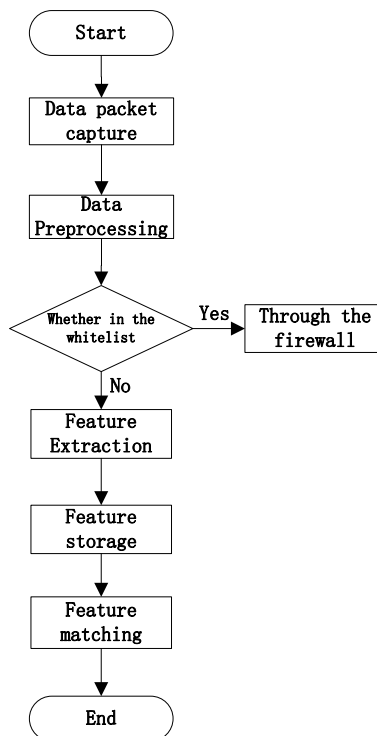 Start
Data packet
capture
Data
Preprocessing
Whether in the
whitelist
Yes
Through the
firewall
No
Feature
Extraction
Feature
storage
Feature
matching
End